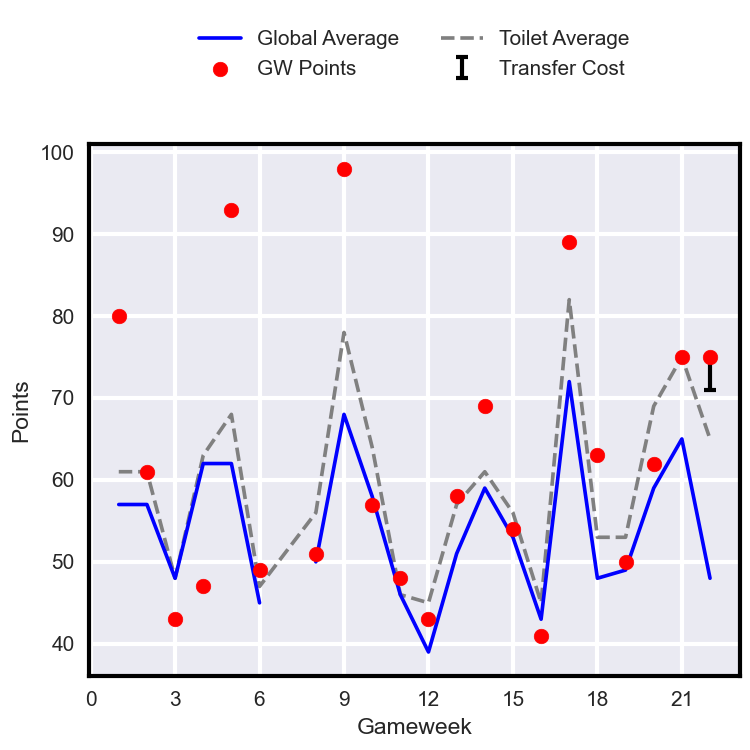 Global Average
GW Points
Toilet Average
Transfer Cost
100
90
80
70
60
50
40
Points
0 3 6 9 12 15 18 21
Gameweek